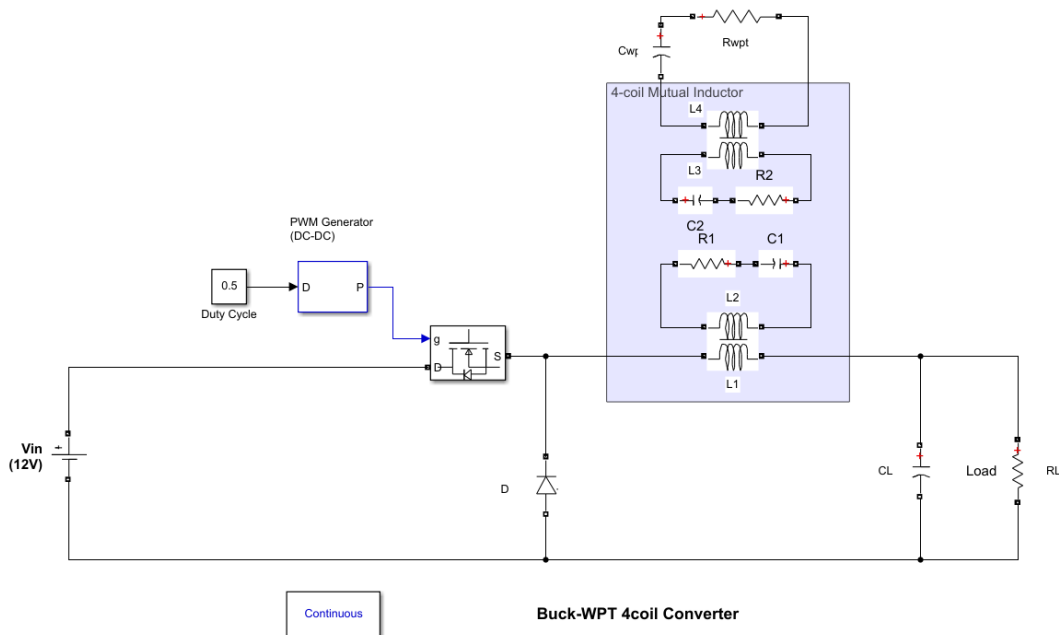 Cwp
Rwpt
4-coil Mutual Inductor
L4
L3
R2
C2
R1
C1
L2
L1
PWM Generator
(DC-DC)
0.5
D
P
Duty Cycle
g
D
S
Vin
(12V)
D
CL
Load
RL
Continuous
Buck-WPT 4coil Converter